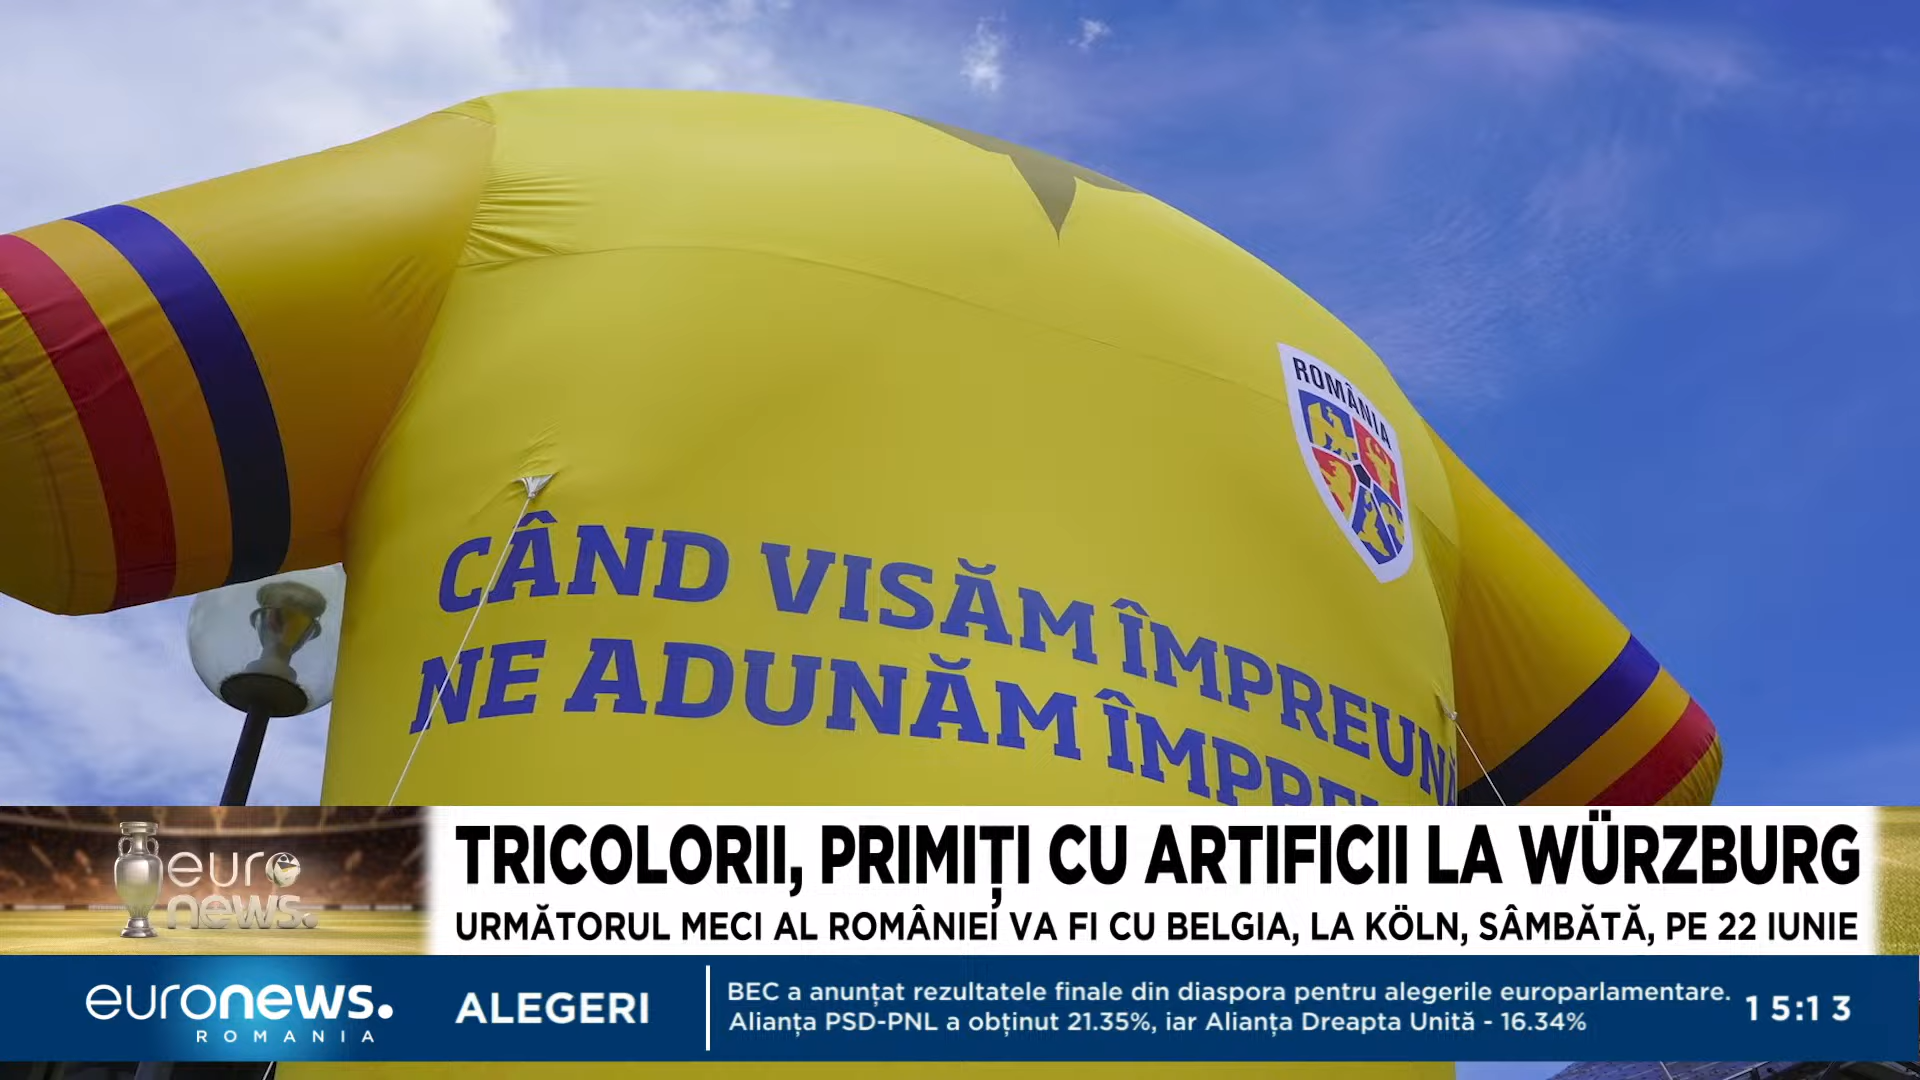 ROMÂNIA
CÂND VISĂM ÎMPREUNĂ
NE ADUNĂM
euro
news.
TRICOLORII, PRIMIȚI CU ARTIFICII LA WÜRZBURG
URMĂTORUL MECI AL ROMÂNIEI VA FI CU BELGIA, LA KÖLN, SÂMBĂTĂ, PE 22 IUNIE
euronews.
ROMANIA
ALEGERI
BEC a anunțat rezultatele finale din diaspora pentru alegerile europarlamentare.
Alianța PSD-PNL a obținut 21.35%, iar Alianța Dreapta Unită - 16.34%
15:13